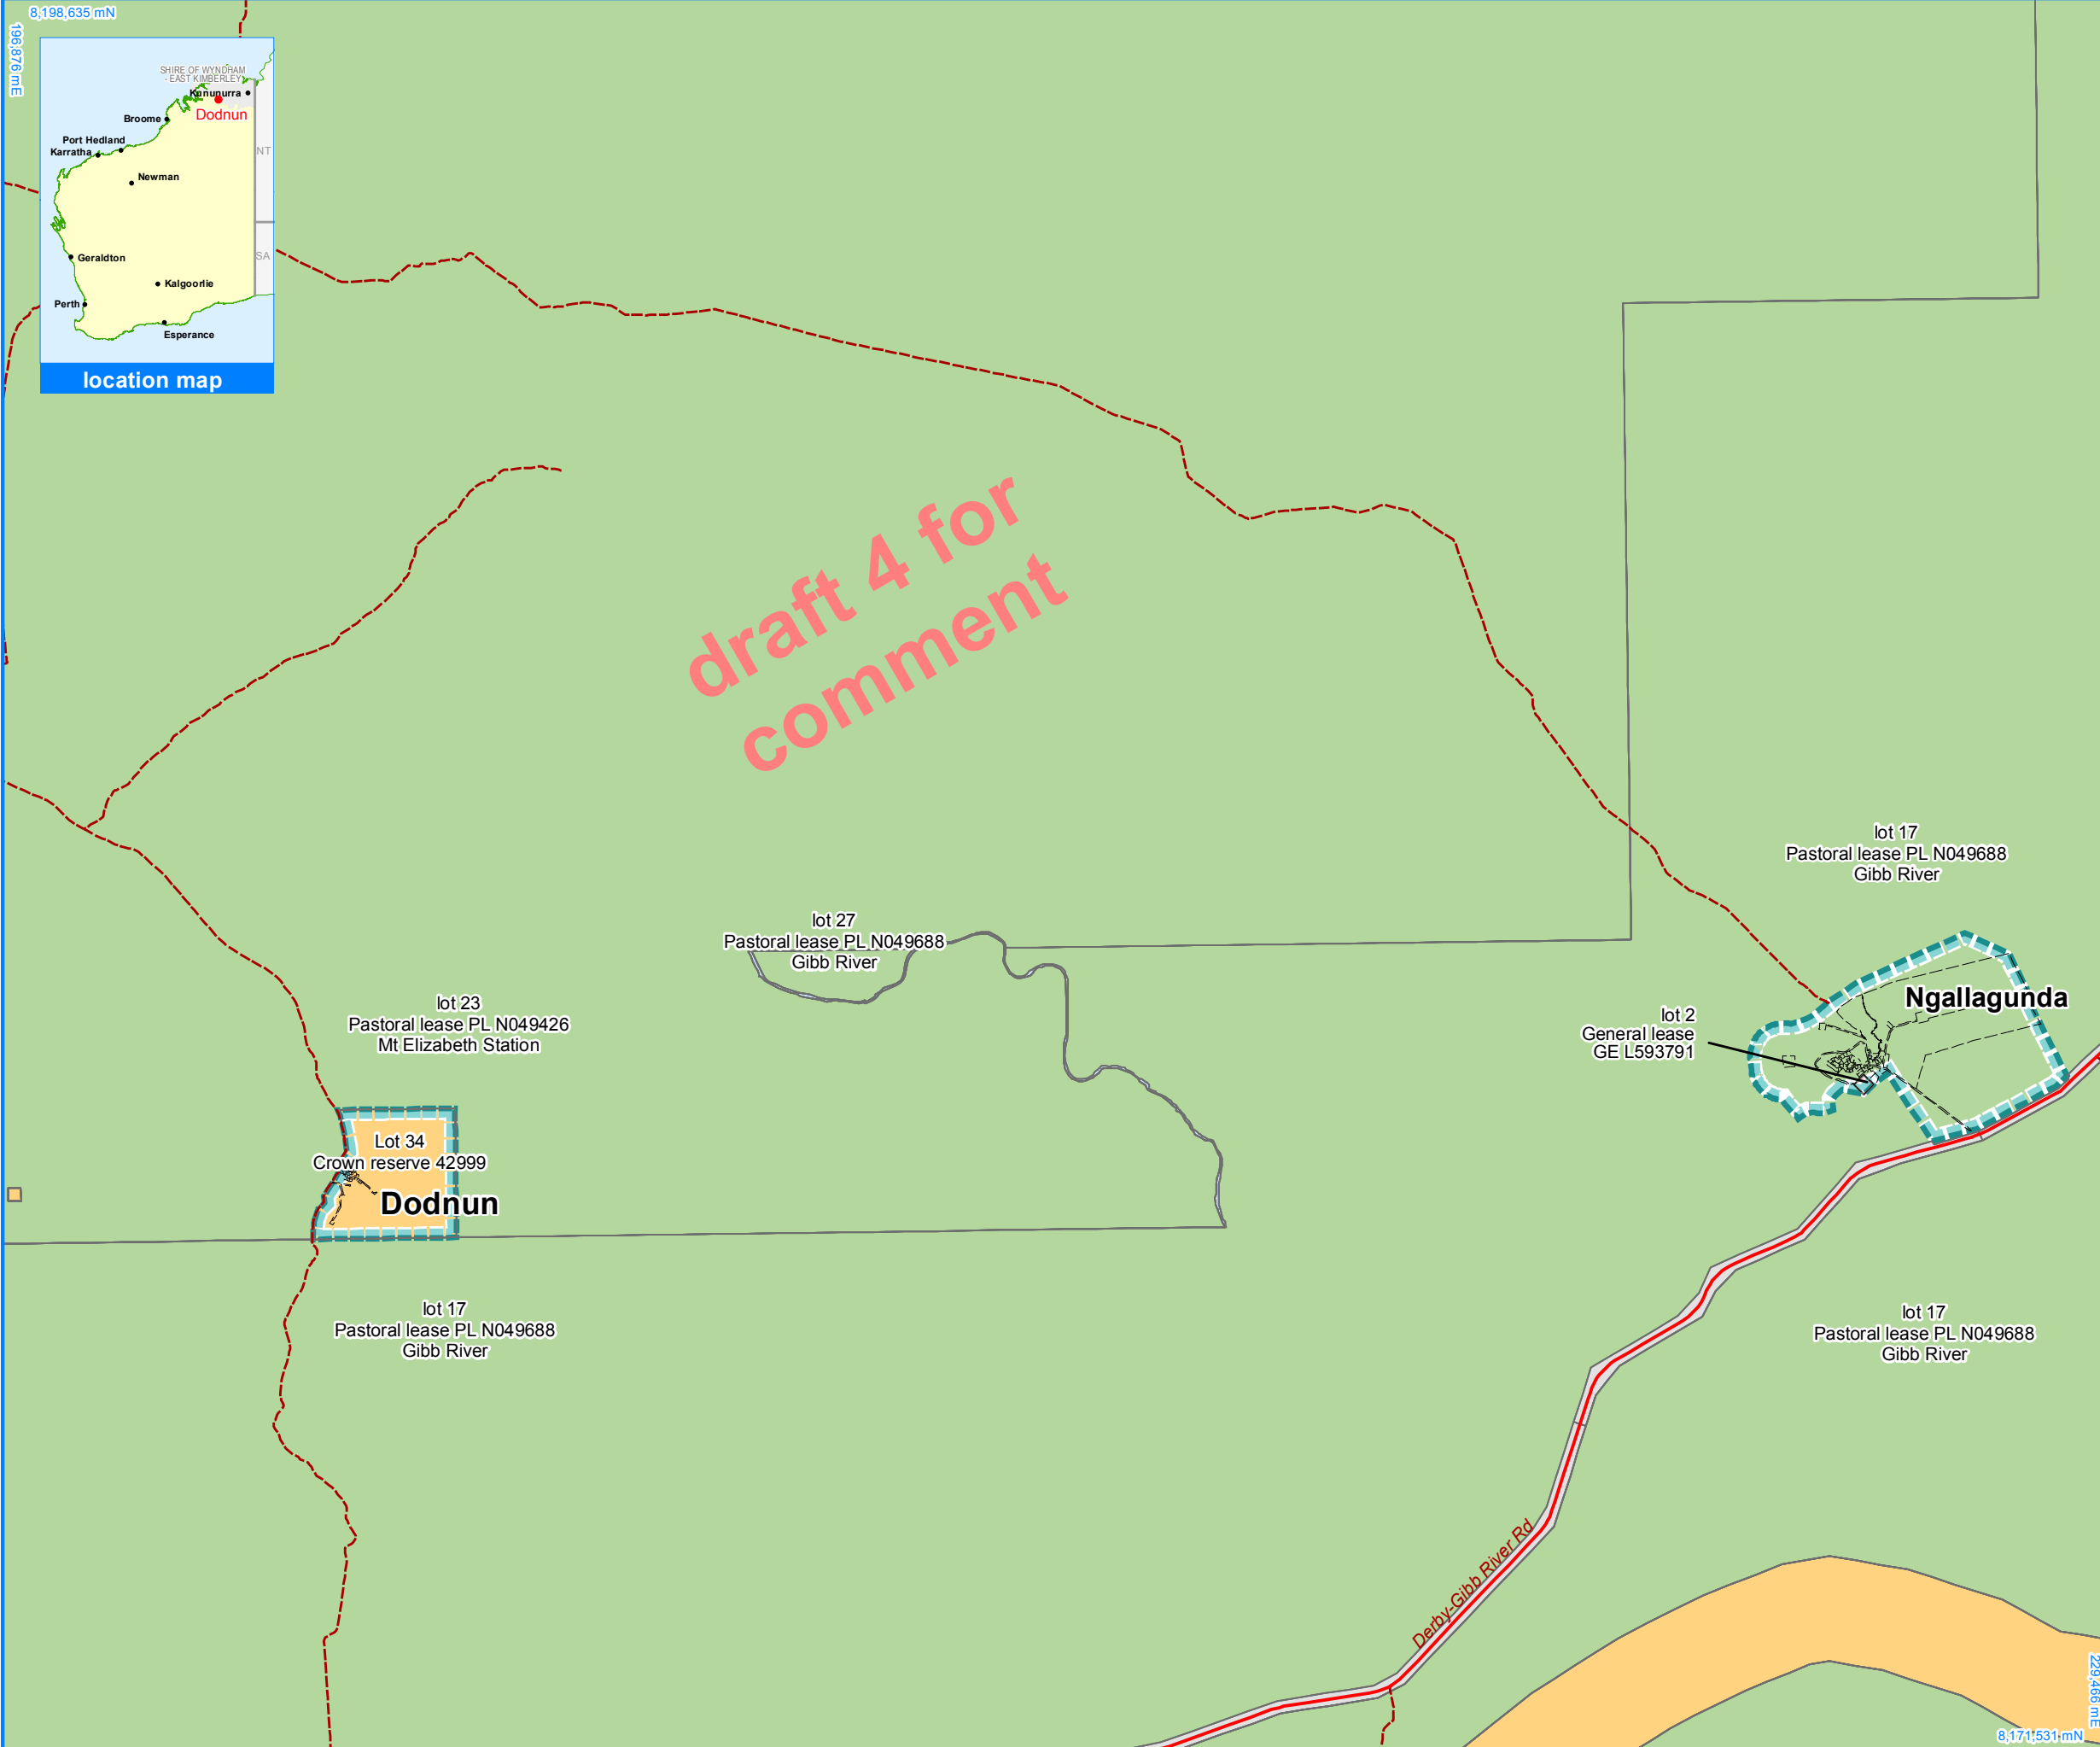 8,198,635 mN
196,876 mE
SHIRE OF WYNDHAM
- EAST KIMBERLEY
Kununurra
Dodnun
Broome
Port Hedland
Karratha
NT
Newman
SA
Geraldton
Kalgoorlie
Perth
Esperance
location map
draft 4 for
comment
lot 17
Pastoral lease PL N049688
Gibb River
lot 27
Pastoral lease PL N049688
Gibb River
lot 23
Pastoral lease PL N049426
Mt Elizabeth Station
Ngallagunda
lot 2
General lease
GE L593791
Lot 34
Crown reserve 42999
Dodnun
lot 17
Pastoral lease PL N049688
Gibb River
lot 17
Pastoral lease PL N049688
Gibb River
Derby-Gibb River Rd
229,466 mE
8,171,531 mN